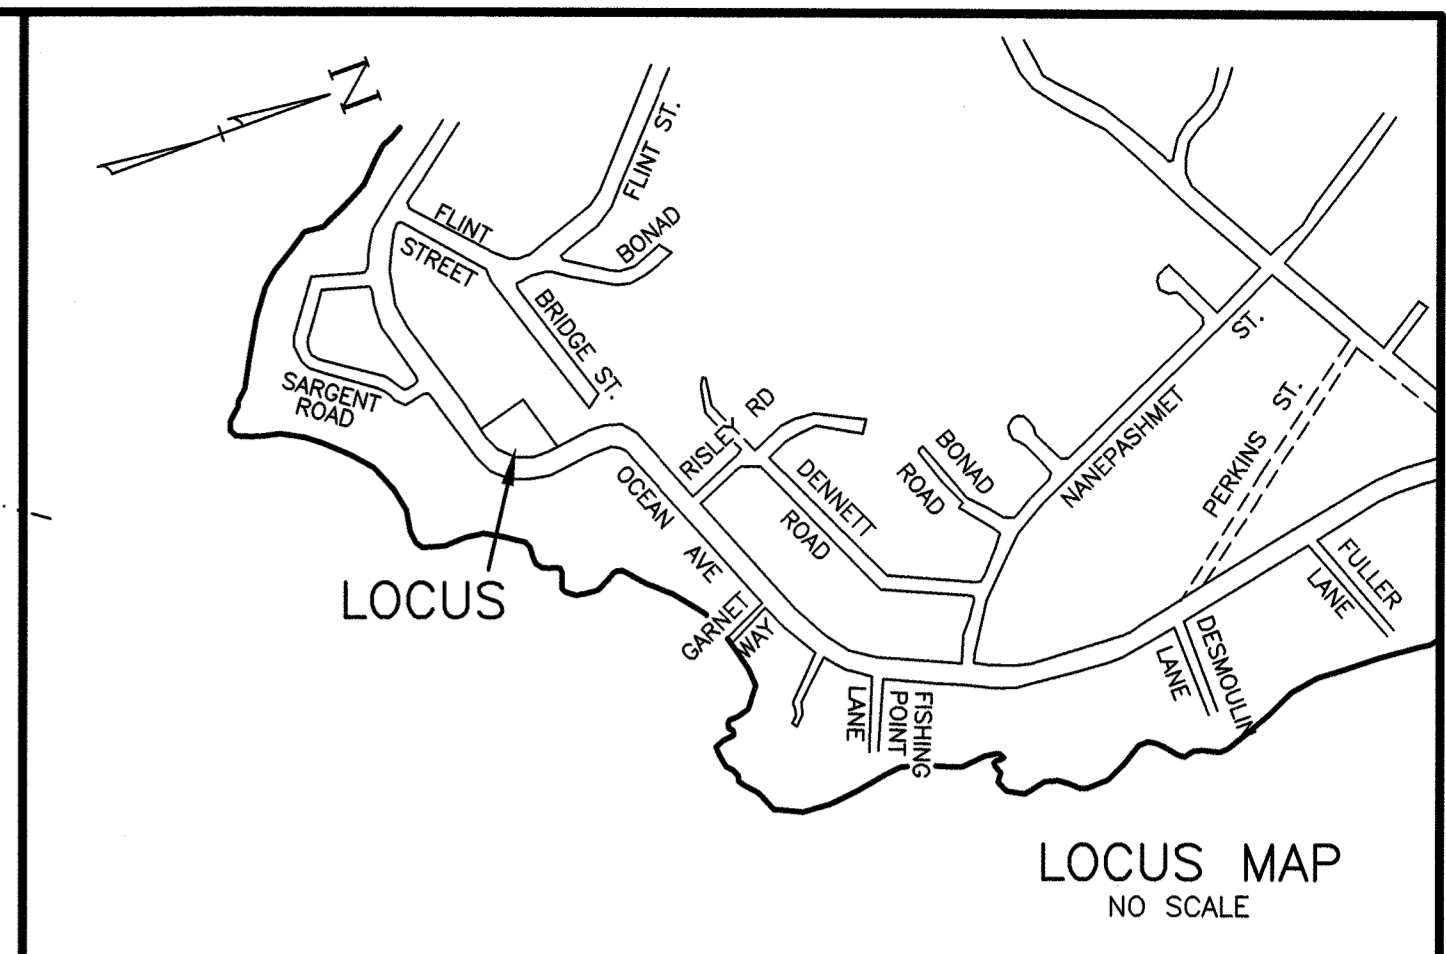 N
FLINT ST.
FLINT
STREET
BONAD
BRIDGE ST.
SARGENT
ROAD
RISLEY RD
OCEAN AVE
DENNETT
ROAD
BONAD
ROAD
NANEPASHMET ST.
PERKINS ST.
LOCUS
GARNET
WAY
FISHING
POINT
LANE
DESMOULIN
LANE
FULLER
LANE
LOCUS MAP
NO SCALE